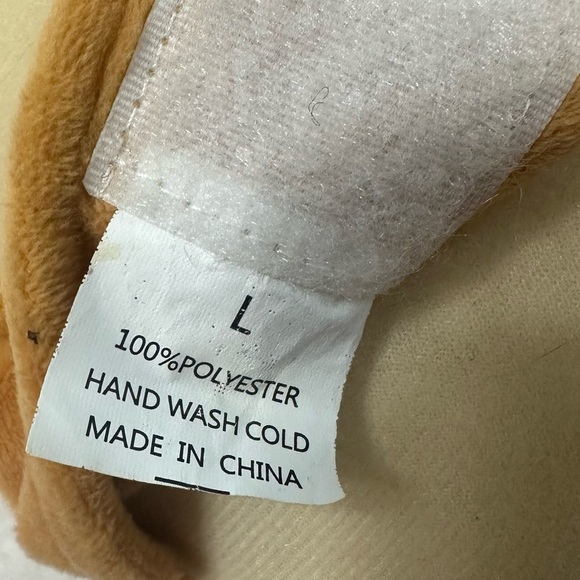 L
100%POLYESTER
HAND WASH COLD
MADE IN CHINA